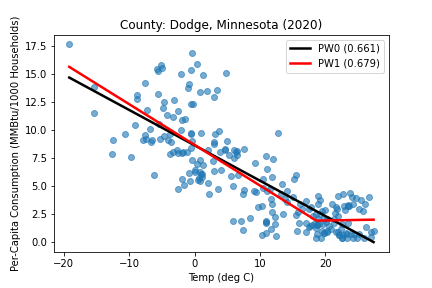 County: Dodge, Minnesota (2020)
PW0 (0.661)
PW1 (0.679)
Per-Capita Consumption (MMBtu/1000 Households)
17.5
15.0
12.5
10.0
7.5
5.0
2.5
0.0
−20 −10 0 10 20
Temp (deg C)